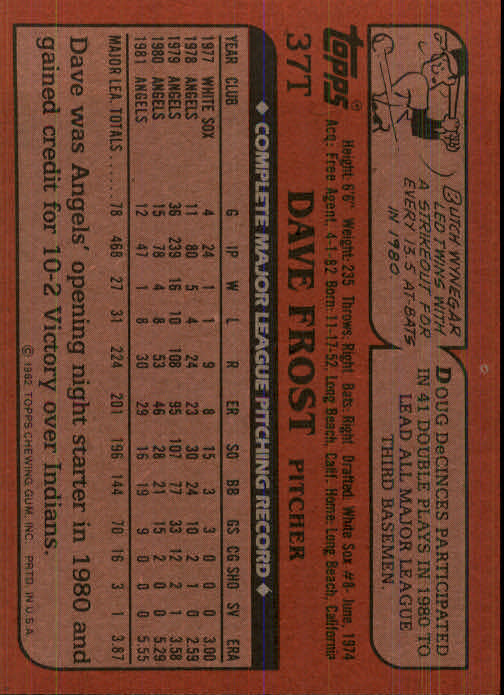 BUTCH WYNEGAR
LED TWINS WITH
A STRIKEOUT FOR
EVERY 13.5 AT-BATS
IN 1980
DOUG DeCINCES PARTICIPATED
IN 41 DOUBLE PLAYS IN 1980 TO
LEAD ALL MAJOR LEAGUE
THIRD BASEMEN.
topps®
37T DAVE FROST PITCHER
Height: 6'6" Weight: 235 Throws: Right Bats: Right Drafted: White Sox #8-June, 1974
Acq: Free Agent, 4-1-82 Born: 11-17-52, Long Beach, Calif. Home: Long Beach, California
◆ COMPLETE MAJOR LEAGUE PITCHING RECORD ◆
YEAR CLUB G IP W L R ER SO BB GS CG SHO SV ERA
1977 WHITE SOX 4 24 1 1 9 8 15 3 3 0 0 0 3.00
1978 ANGELS 11 80 5 4 24 23 30 24 10 2 1 0 2.59
1979 ANGELS 36 239 16 10 108 95 107 77 33 12 2 1 3.58
1980 ANGELS 15 78 4 8 53 46 28 21 15 2 0 0 5.29
1981 ANGELS 12 47 1 8 30 29 16 19 9 0 0 0 5.55
MAJOR LEA. TOTALS ...... 78 468 27 31 224 201 196 144 70 16 3 1 3.87
Dave was Angels' opening night starter in 1980 and
gained credit for 10-2 Victory over Indians.
© 1982 TOPPS CHEWING GUM, INC. PRTD. IN U.S.A.